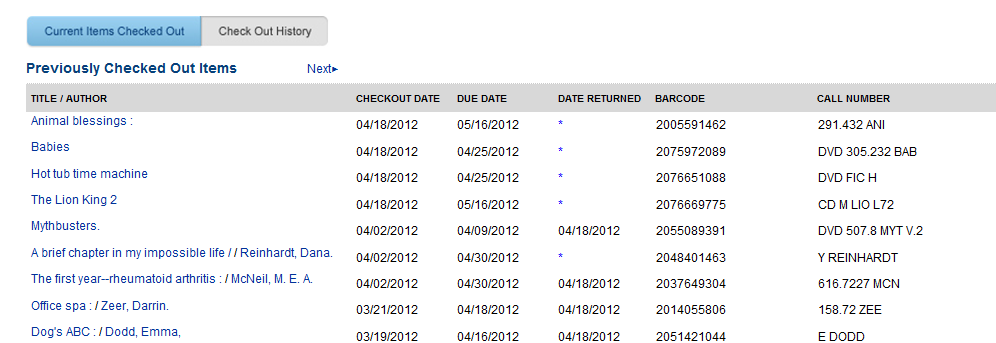 Current Items Checked Out Check Out History
Previously Checked Out Items Next▸
TITLE / AUTHOR CHECKOUT DATE DUE DATE DATE RETURNED BARCODE CALL NUMBER
Animal blessings : 04/18/2012 05/16/2012 * 2005591462 291.432 ANI
Babies 04/18/2012 04/25/2012 * 2075972089 DVD 305.232 BAB
Hot tub time machine 04/18/2012 04/25/2012 * 2076651088 DVD FIC H
The Lion King 2 04/18/2012 05/16/2012 * 2076669775 CD M LIO L72
Mythbusters. 04/02/2012 04/09/2012 04/18/2012 2055089391 DVD 507.8 MYT V.2
A brief chapter in my impossible life / / Reinhardt, Dana. 04/02/2012 04/30/2012 * 2048401463 Y REINHARDT
The first year--rheumatoid arthritis : / McNeil, M. E. A. 04/02/2012 04/30/2012 04/18/2012 2037649304 616.7227 MCN
Office spa : / Zeer, Darrin. 03/21/2012 04/18/2012 04/18/2012 2014055806 158.72 ZEE
Dog's ABC : / Dodd, Emma, 03/19/2012 04/16/2012 04/18/2012 2051421044 E DODD